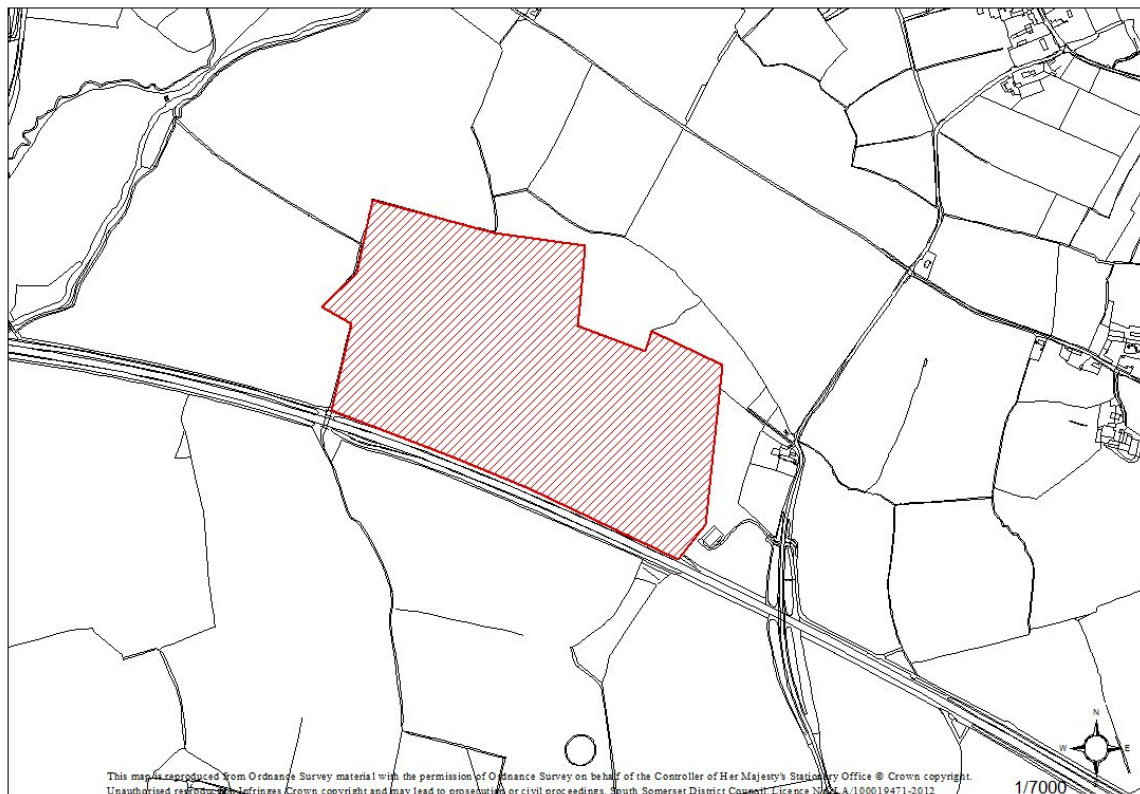 N
W E
S
This map is reproduced from Ordnance Survey material with the permission of Ordnance Survey on behalf of the Controller of Her Majesty's Stationery Office © Crown copyright.
Unauthorised reproduction infringes Crown copyright and may lead to prosecution or civil proceedings. South Somerset District Council Licence LA/100019471-2012
1/7000